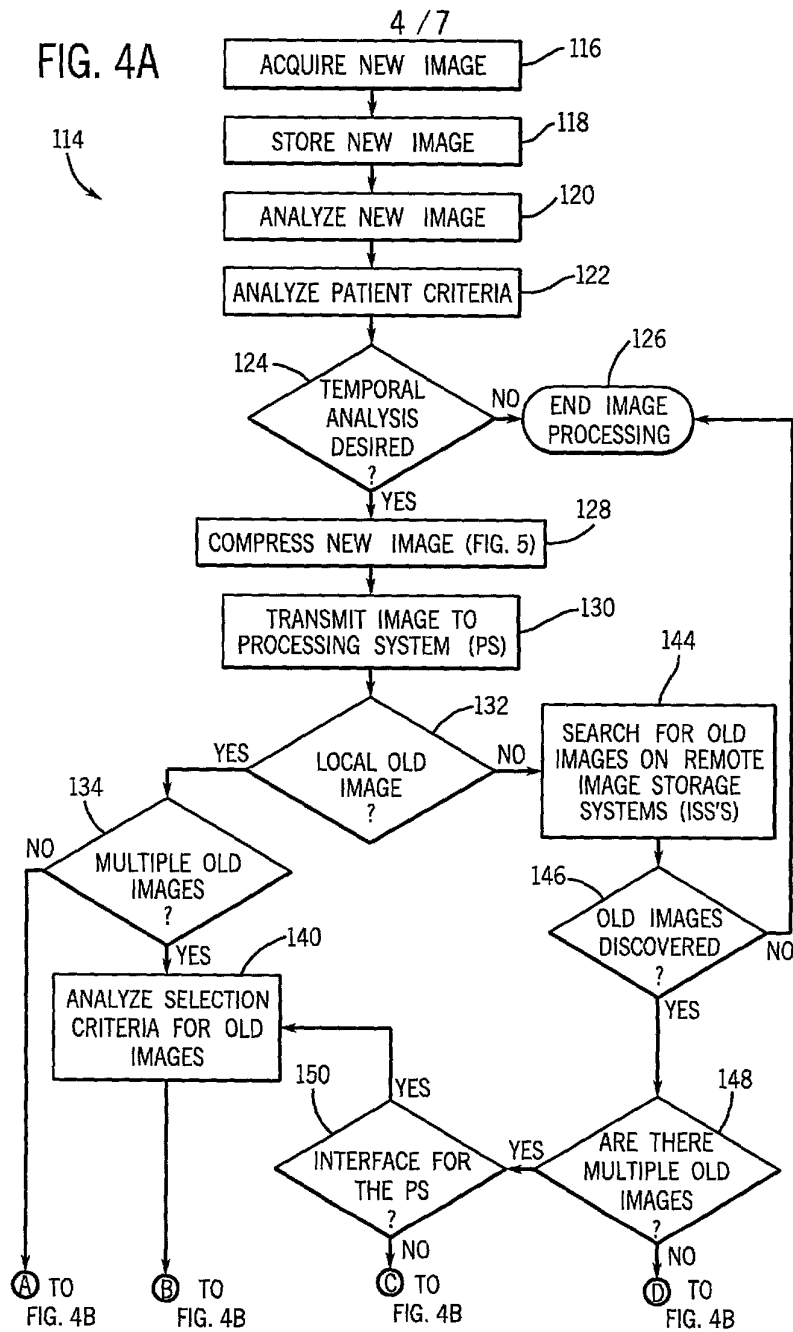 4 / 7
FIG. 4A
114
ACQUIRE NEW IMAGE
116
STORE NEW IMAGE
118
ANALYZE NEW IMAGE
120
ANALYZE PATIENT CRITERIA
122
124
TEMPORAL
ANALYSIS
DESIRED
?
NO
YES
126
END IMAGE
PROCESSING
COMPRESS NEW IMAGE (FIG. 5)
128
TRANSMIT IMAGE TO
PROCESSING SYSTEM (PS)
130
132
LOCAL OLD
IMAGE
?
YES
NO
144
SEARCH FOR OLD
IMAGES ON REMOTE
IMAGE STORAGE
SYSTEMS (ISS'S)
134
MULTIPLE OLD
IMAGES
?
NO
YES
146
OLD IMAGES
DISCOVERED
?
NO
YES
140
ANALYZE SELECTION
CRITERIA FOR OLD
IMAGES
150
INTERFACE FOR
THE PS
?
YES
NO
148
ARE THERE
MULTIPLE OLD
IMAGES
?
YES
NO
A TO
FIG. 4B
B TO
FIG. 4B
C TO
FIG. 4B
D TO
FIG. 4B